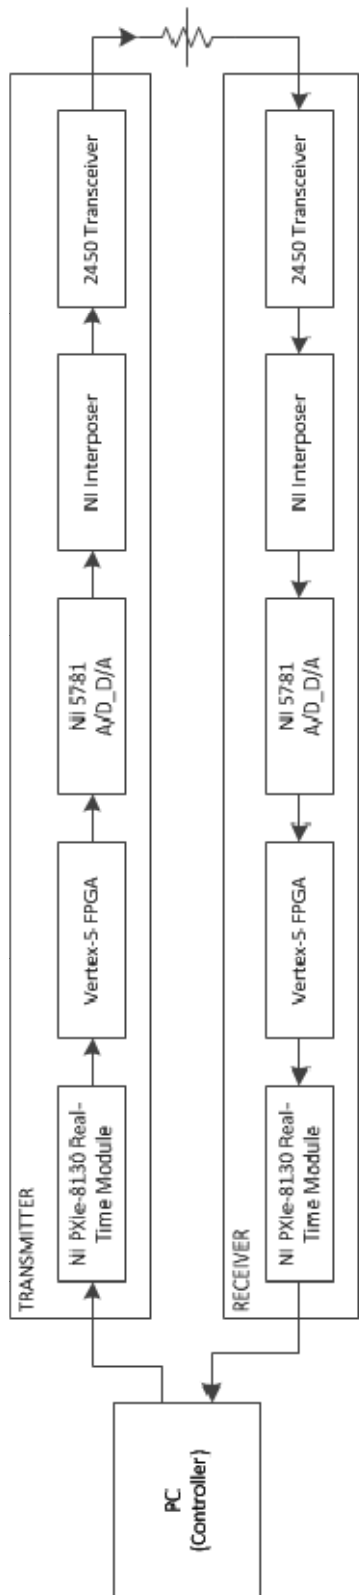 PC
(Controller)
TRANSMITTER
NI PXIe-8130 Real-
Time Module
Vertex-5 FPGA
NI 5781
A/D_D/A
NI Interposer
2450 Transceiver
RECEIVER
NI PXIe-8130 Real-
Time Module
Vertex-5 FPGA
NI 5781
A/D_D/A
NI Interposer
2450 Transceiver